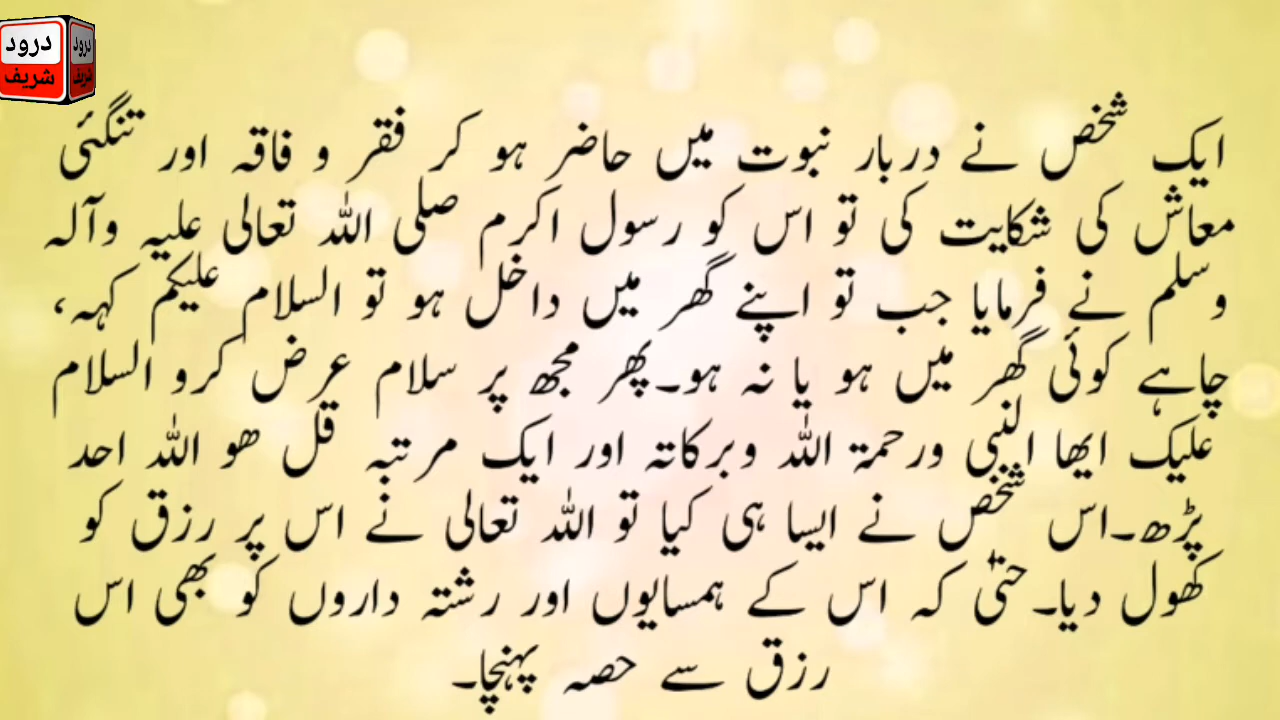 درود
شریف
درود
شریف
ایک شخص نے دربار نبوت میں حاضر ہو کر فقر و فاقہ اور تنگئی
معاش کی شکایت کی تو اس کو رسول اکرم صلی اللہ تعالی علیہ وآلہ
وسلم نے فرمایا جب تو اپنے گھر میں داخل ہو تو السلام علیکم کہہ،
چاہے کوئی گھر میں ہو یا نہ ہو۔پھر مجھ پر سلام عرض کرو السلام
علیک ایھا النبی ورحمۃ اللہ وبرکاتہ اور ایک مرتبہ قل ھو اللہ احد
پڑھ۔اس شخص نے ایسا ہی کیا تو اللہ تعالی نے اس پر رزق کو
کھول دیا۔حتیٰ کہ اس کے ہمسایوں اور رشتہ داروں کو بھی اس
رزق سے حصہ پہنچا۔